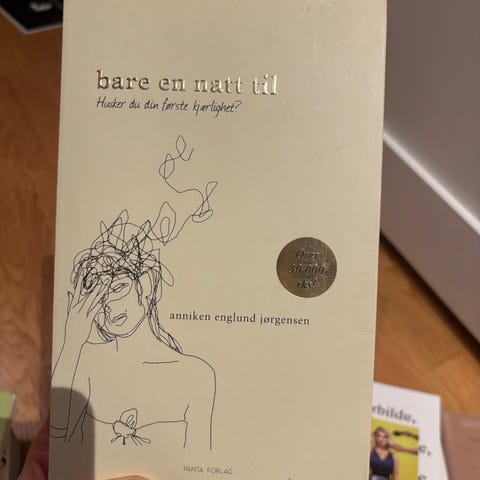 bare en natt til
Husker du din første kjærlighet?
Over
30 000
eks!
anniken englund jørgensen
PANTA FORLAG